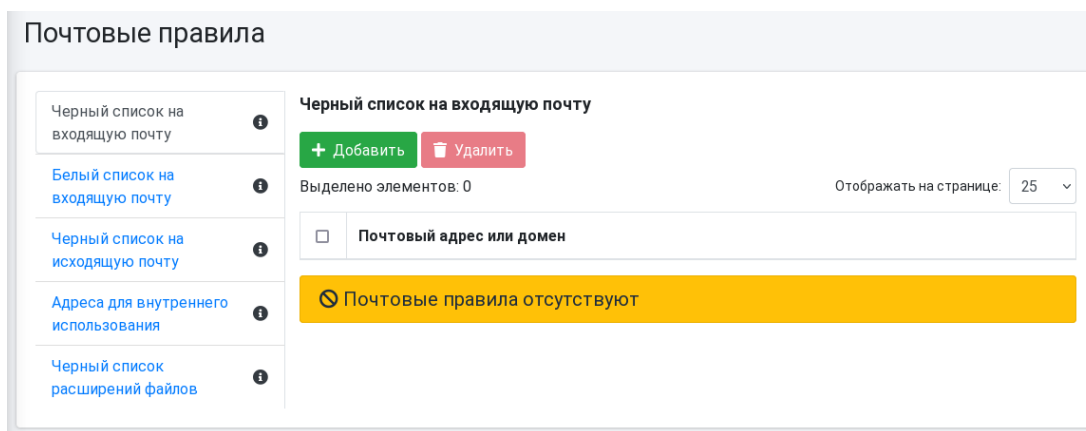 Почтовые правила
Черный список на
входящую почту
Белый список на
входящую почту
Черный список на
исходящую почту
Адреса для внутреннего
использования
Черный список
расширений файлов
Черный список на входящую почту
Добавить Удалить
Выделено элементов: 0 Отображать на странице: 25
Почтовый адрес или домен
Почтовые правила отсутствуют